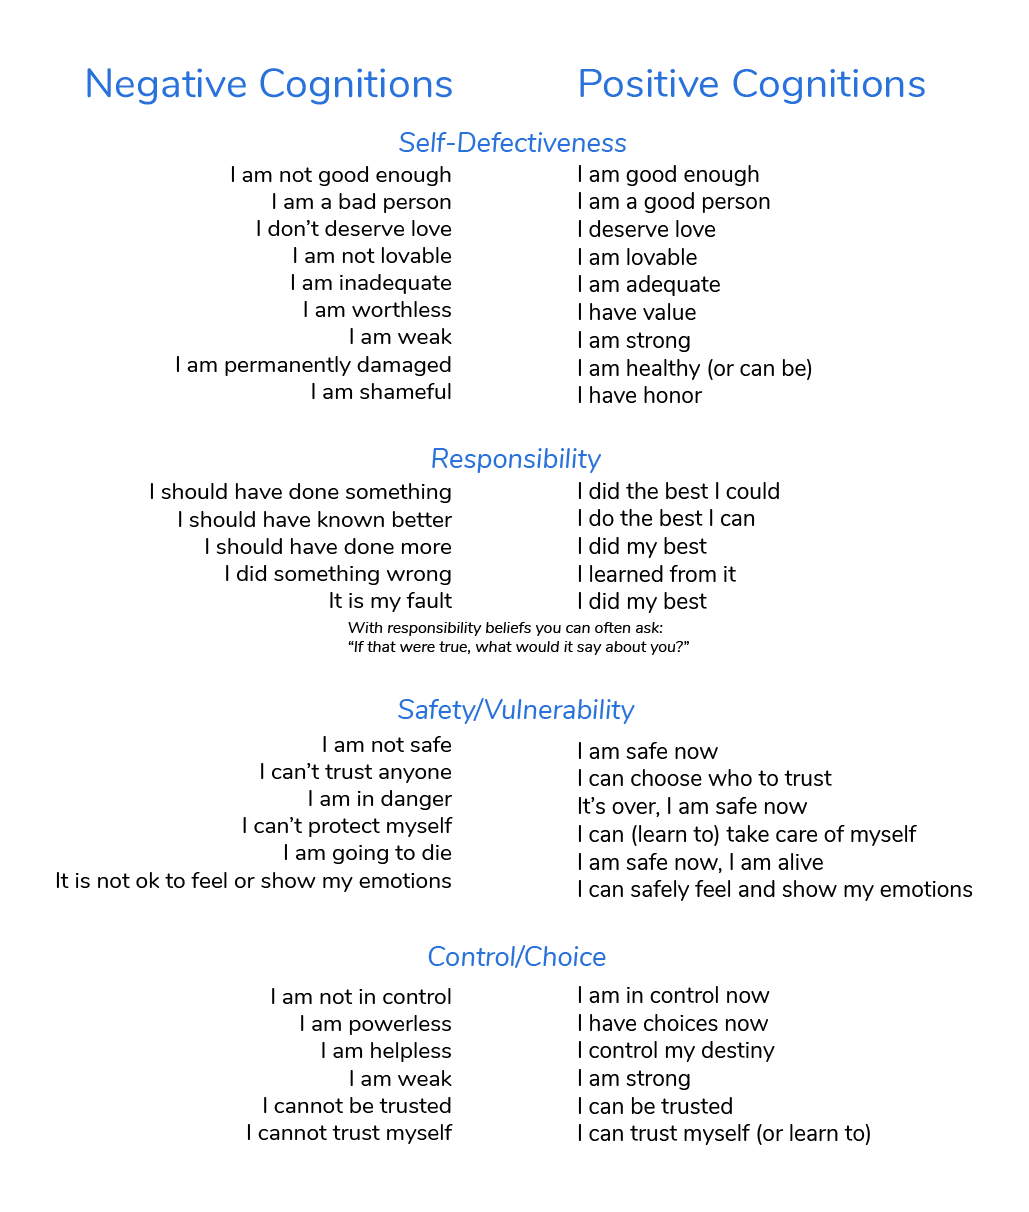 Negative Cognitions
Positive Cognitions
Self-Defectiveness
I am not good enough
I am good enough
I am a bad person
I am a good person
I don’t deserve love
I deserve love
I am not lovable
I am lovable
I am inadequate
I am adequate
I am worthless
I have value
I am weak
I am strong
I am permanently damaged
I am healthy (or can be)
I am shameful
I have honor
Responsibility
I should have done something
I did the best I could
I should have known better
I do the best I can
I should have done more
I did my best
I did something wrong
I learned from it
It is my fault
I did my best
With responsibility beliefs you can often ask:
“If that were true, what would it say about you?”
Safety/Vulnerability
I am not safe
I am safe now
I can’t trust anyone
I can choose who to trust
I am in danger
It’s over, I am safe now
I can’t protect myself
I can (learn to) take care of myself
I am going to die
I am safe now, I am alive
It is not ok to feel or show my emotions
I can safely feel and show my emotions
Control/Choice
I am not in control
I am in control now
I am powerless
I have choices now
I am helpless
I control my destiny
I am weak
I am strong
I cannot be trusted
I can be trusted
I cannot trust myself
I can trust myself (or learn to)